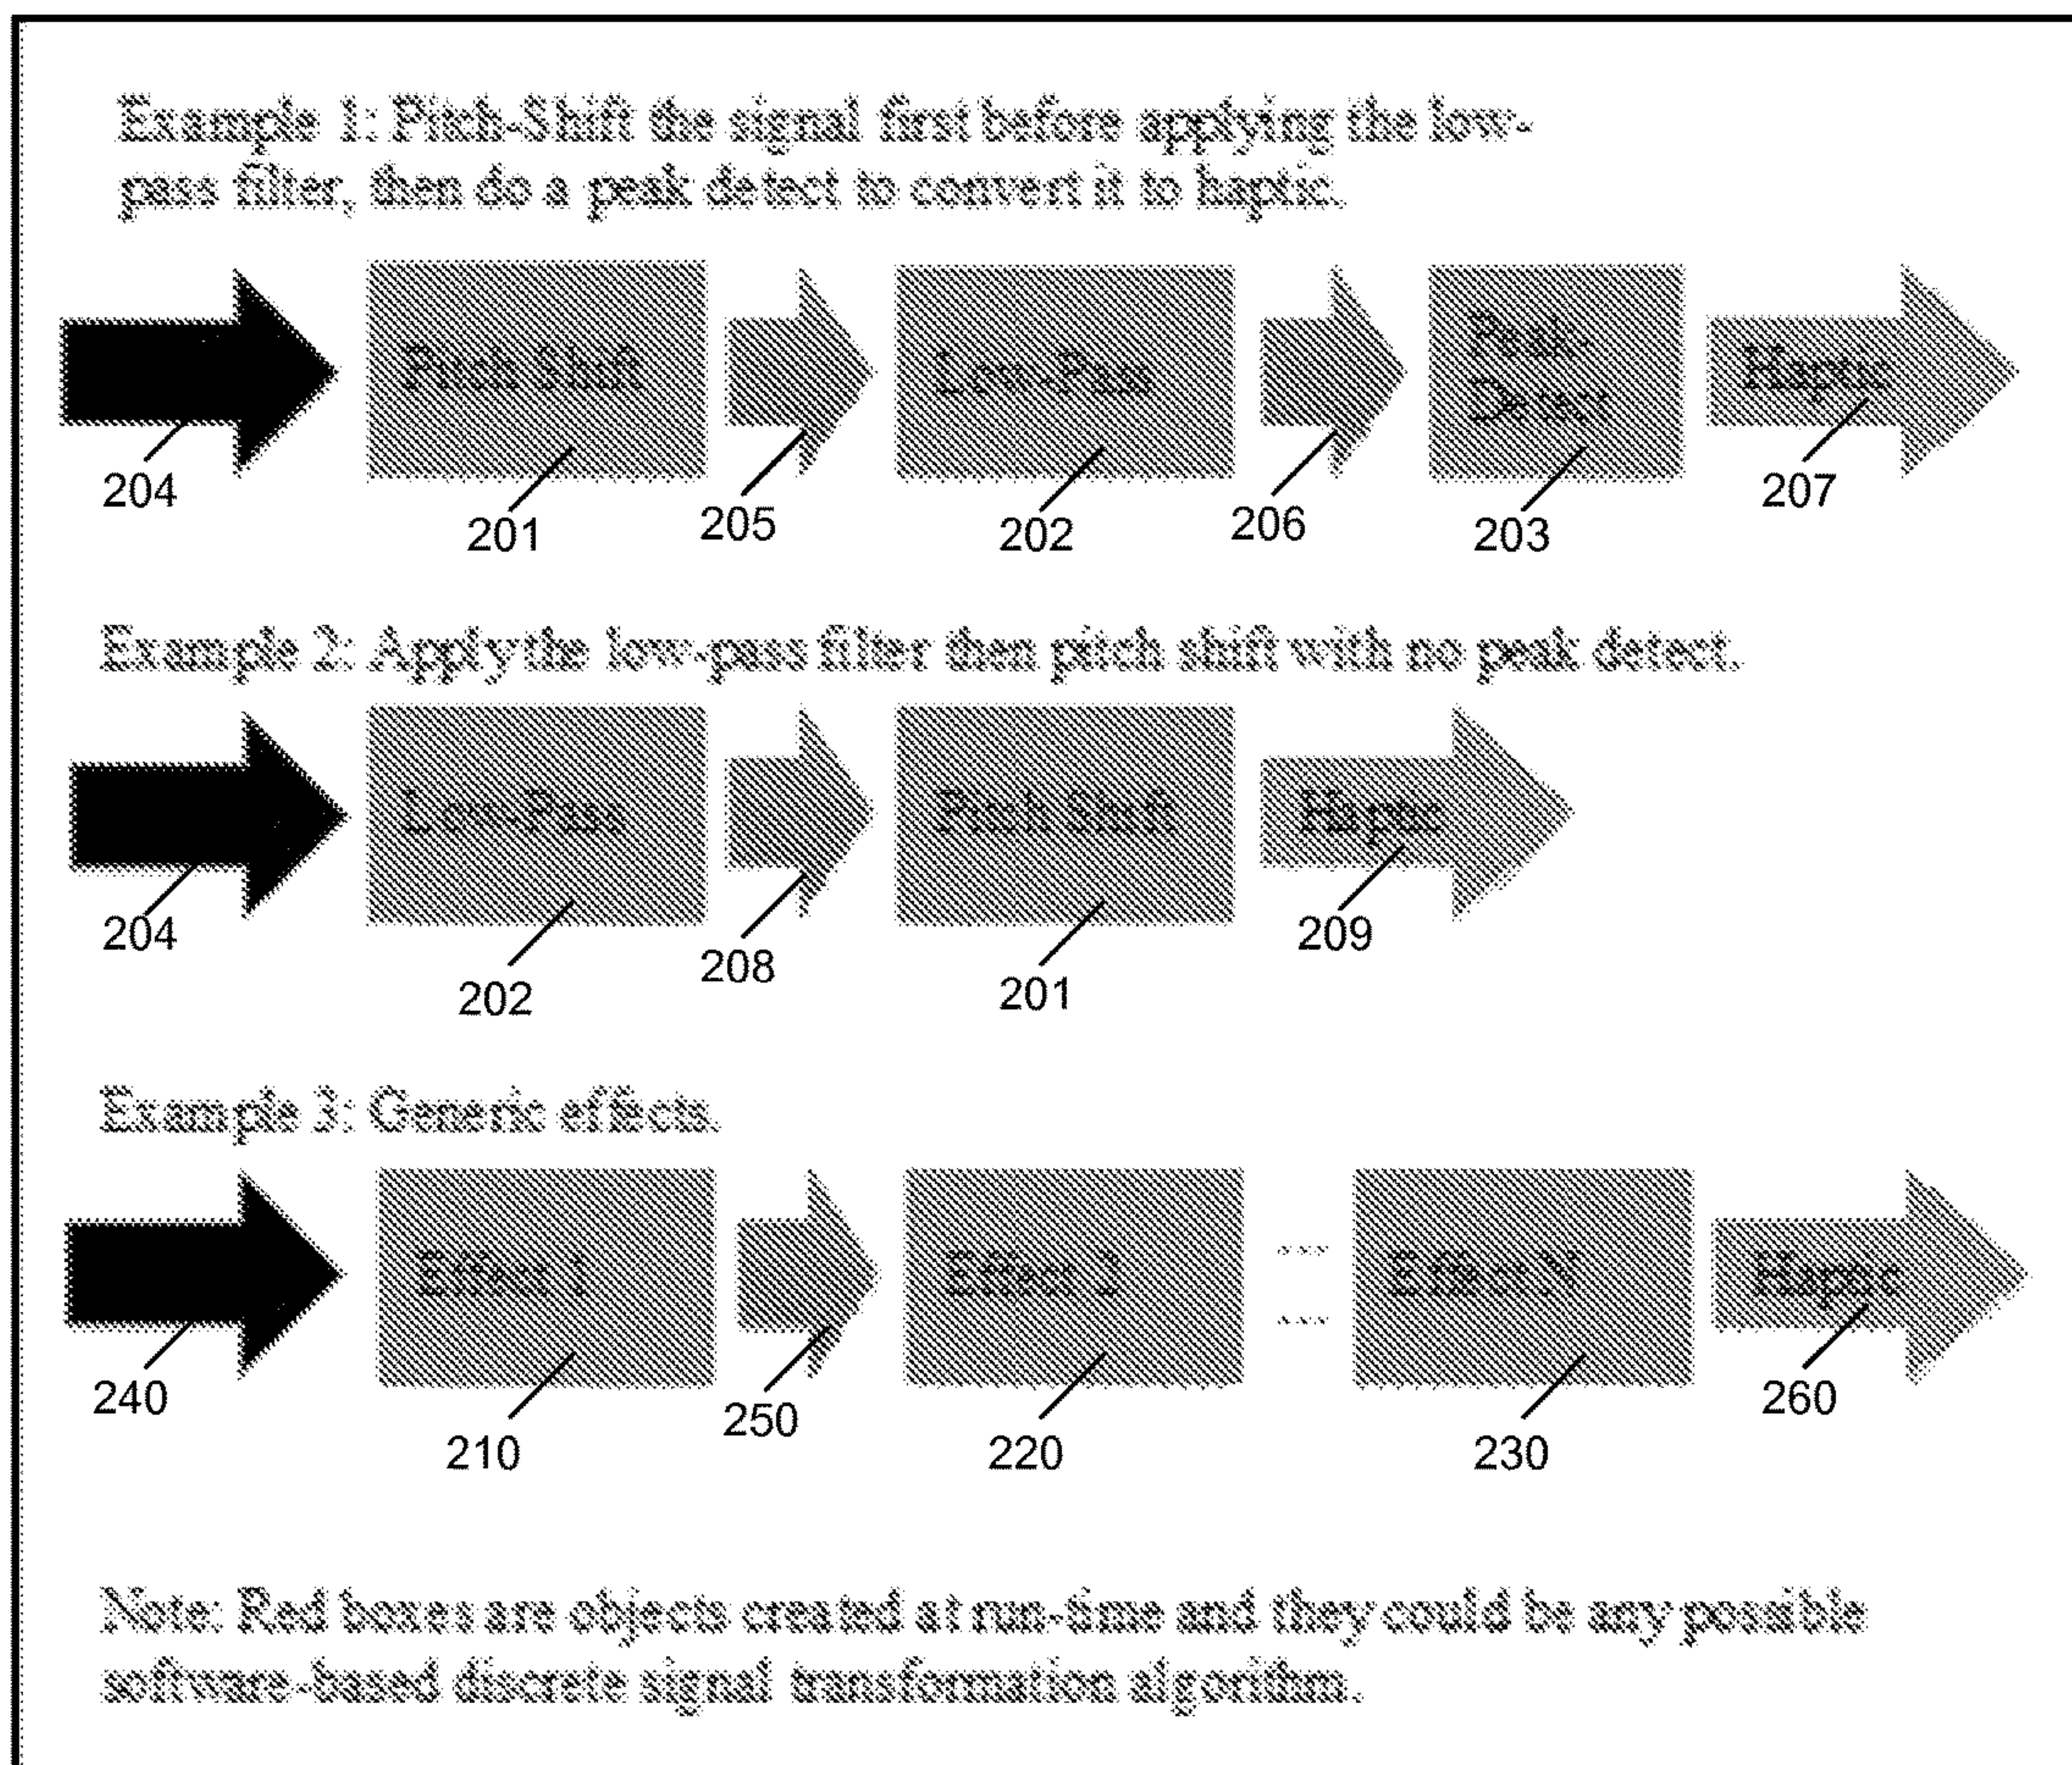 Example 1: Pitch-Shift the signal first before applying the low-
pass filter, then do a peak detect to convert it to haptic.
Pitch Shift
Low-Pass
Peak-
Detect
Haptic
204
201
205
202
206
203
207
Example 2: Apply the low-pass filter then pitch shift with no peak detect.
Low-Pass
Pitch Shift
Haptic
204
202
208
201
209
Example 3: Generic effects.
Effect 1
Effect 2
...
...
Effect N
Haptic
240
210
250
220
230
260
Note: Red boxes are objects created at run-time and they could be any possible
software-based discrete signal transformation algorithm.